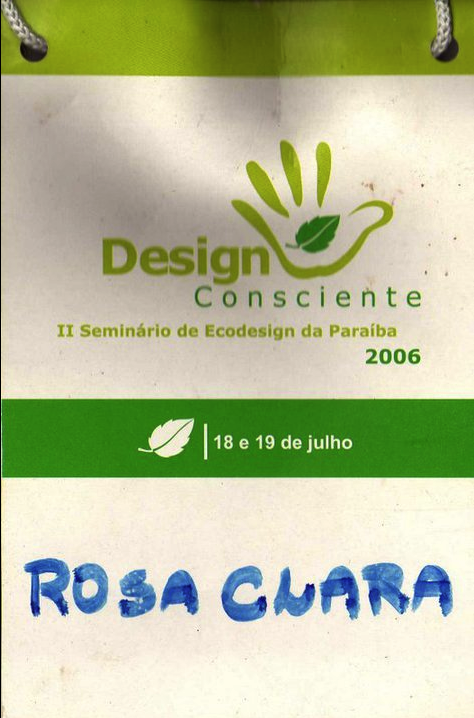 Design
Consciente
II Seminário de Ecodesign da Paraíba
2006
18 e 19 de julho
ROSA CLARA